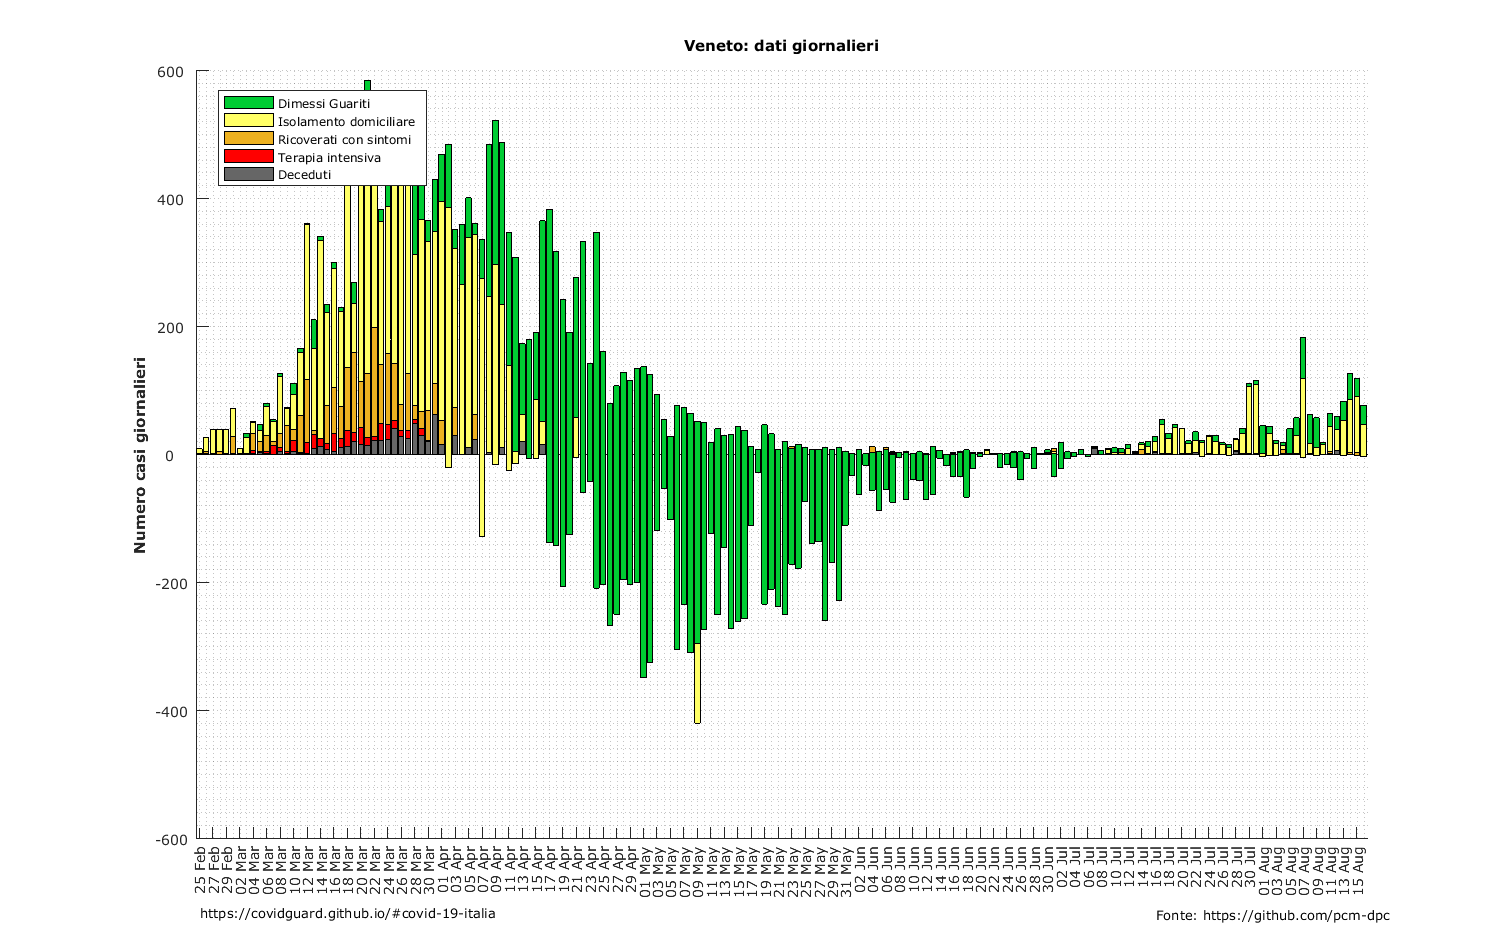 Veneto: dati giornalieri
Dimessi Guariti
Isolamento domiciliare
Ricoverati con sintomi
Terapia intensiva
Deceduti
Numero casi giornalieri
600
400
200
0
-200
-400
-600
25 Feb
27 Feb
29 Feb
02 Mar
04 Mar
06 Mar
08 Mar
10 Mar
12 Mar
14 Mar
16 Mar
18 Mar
20 Mar
22 Mar
24 Mar
26 Mar
28 Mar
30 Mar
01 Apr
03 Apr
05 Apr
07 Apr
09 Apr
11 Apr
13 Apr
15 Apr
17 Apr
19 Apr
21 Apr
23 Apr
25 Apr
27 Apr
29 Apr
01 May
03 May
05 May
07 May
09 May
11 May
13 May
15 May
17 May
19 May
21 May
23 May
25 May
27 May
29 May
31 May
02 Jun
04 Jun
06 Jun
08 Jun
10 Jun
12 Jun
14 Jun
16 Jun
18 Jun
20 Jun
22 Jun
24 Jun
26 Jun
28 Jun
30 Jun
02 Jul
04 Jul
06 Jul
08 Jul
10 Jul
12 Jul
14 Jul
16 Jul
18 Jul
20 Jul
22 Jul
24 Jul
26 Jul
28 Jul
30 Jul
01 Aug
03 Aug
05 Aug
07 Aug
09 Aug
11 Aug
13 Aug
15 Aug
https://covidguard.github.io/#covid-19-italia
Fonte: https://github.com/pcm-dpc